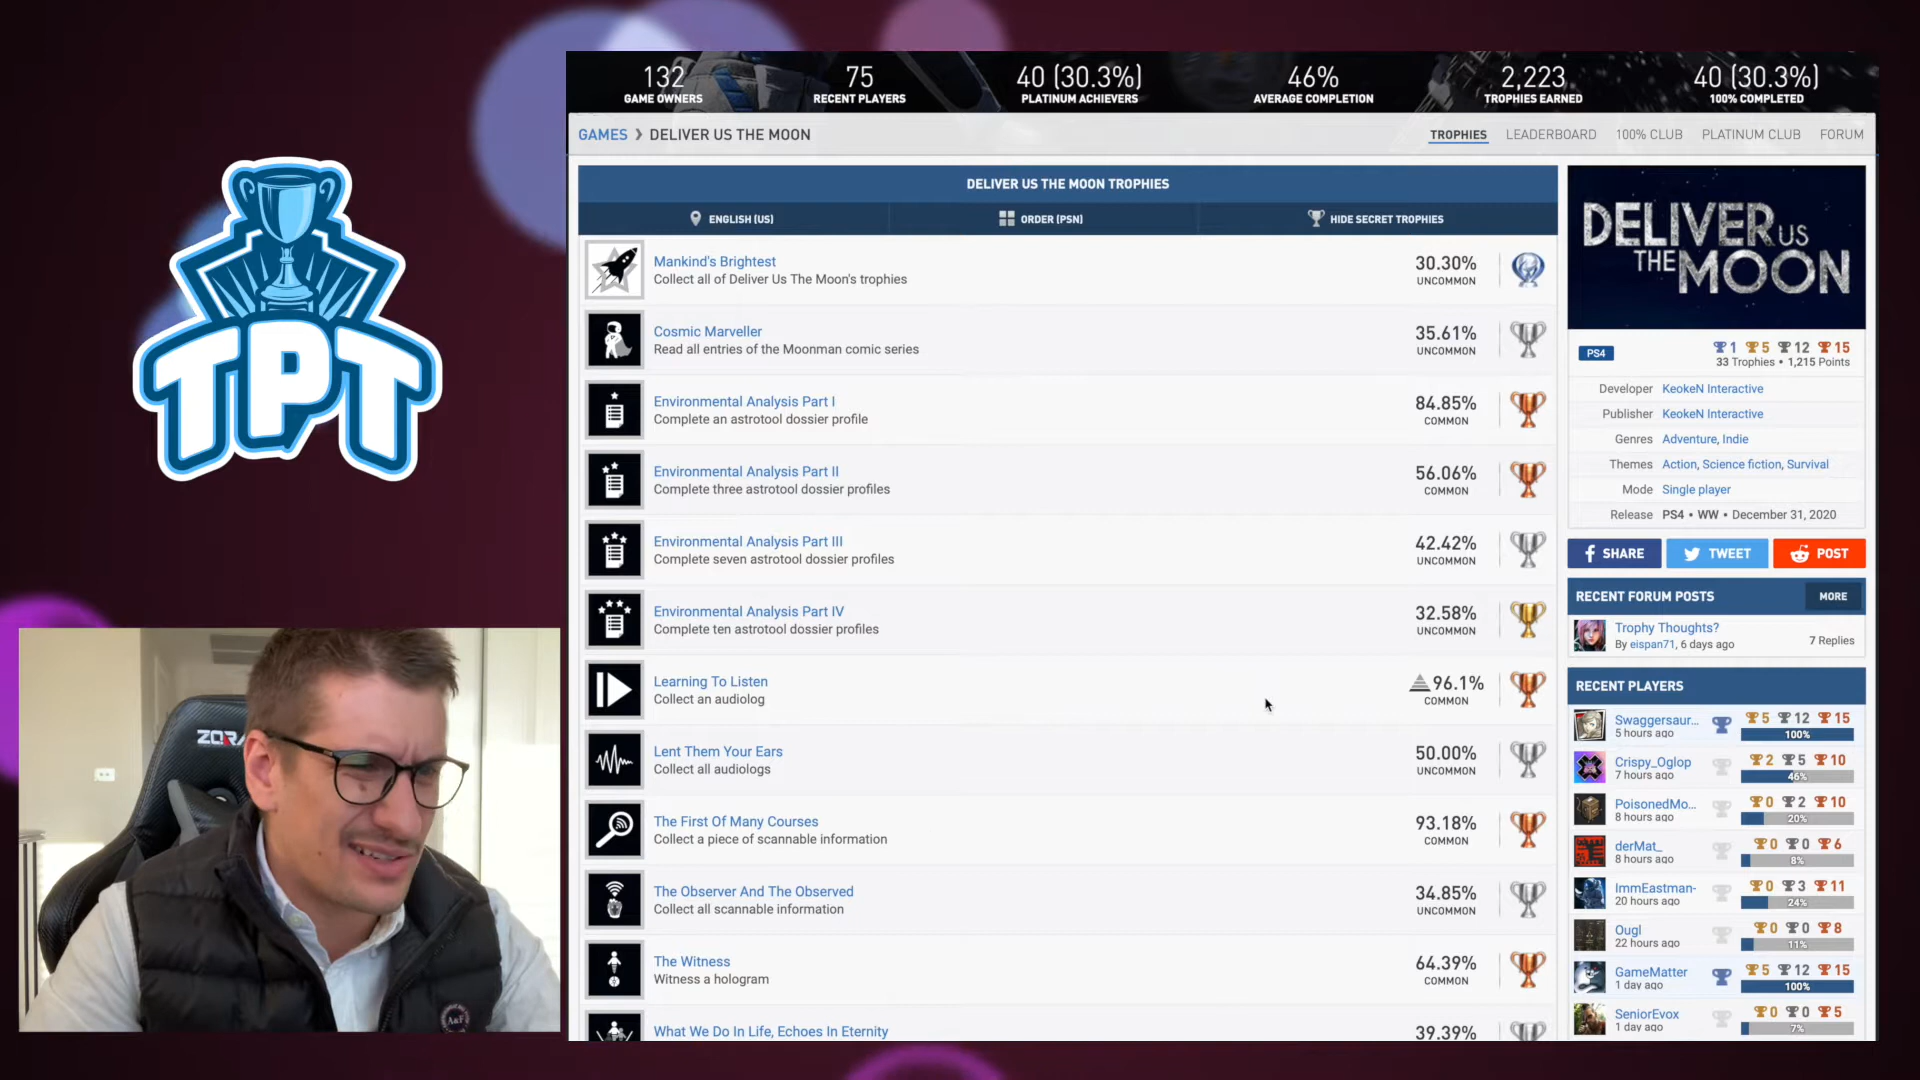 132
GAME OWNERS
75
RECENT PLAYERS
40 (30.3%)
PLATINUM ACHIEVERS
46%
AVERAGE COMPLETION
2,223
TROPHIES EARNED
40 (30.3%)
100% COMPLETED
GAMES ❯ DELIVER US THE MOON
TROPHIES LEADERBOARD 100% CLUB PLATINUM CLUB FORUM
DELIVER US THE MOON TROPHIES
ENGLISH (US) ORDER (PSN) HIDE SECRET TROPHIES
Mankind's Brightest
Collect all of Deliver Us The Moon's trophies
30.30%
UNCOMMON
Cosmic Marveller
Read all entries of the Moonman comic series
35.61%
UNCOMMON
Environmental Analysis Part I
Complete an astrotool dossier profile
84.85%
COMMON
Environmental Analysis Part II
Complete three astrotool dossier profiles
56.06%
COMMON
Environmental Analysis Part III
Complete seven astrotool dossier profiles
42.42%
UNCOMMON
Environmental Analysis Part IV
Complete ten astrotool dossier profiles
32.58%
UNCOMMON
Learning To Listen
Collect an audiolog
96.1%
COMMON
Lent Them Your Ears
Collect all audiologs
50.00%
UNCOMMON
The First Of Many Courses
Collect a piece of scannable information
93.18%
COMMON
The Observer And The Observed
Collect all scannable information
34.85%
UNCOMMON
The Witness
Witness a hologram
64.39%
COMMON
What We Do In Life, Echoes In Eternity
39.39%
DELIVER US
THE MOON
PS4
1 5 12 15
33 Trophies • 1,215 Points
Developer KeokeN Interactive
Publisher KeokeN Interactive
Genres Adventure, Indie
Themes Action, Science fiction, Survival
Mode Single player
Release PS4 • WW • December 31, 2020
SHARE TWEET POST
RECENT FORUM POSTS MORE
Trophy Thoughts?
By eispan71, 6 days ago
7 Replies
RECENT PLAYERS
Swaggersaur...
5 hours ago
5 12 15
100%
Crispy_Oglop
7 hours ago
2 5 10
46%
PoisonedMo...
8 hours ago
0 2 10
20%
derMat_
8 hours ago
0 0 6
8%
ImmEastman-
20 hours ago
0 3 11
24%
Ougl
22 hours ago
0 0 8
11%
GameMatter
1 day ago
5 12 15
100%
SeniorEvox
1 day ago
0 0 5
7%
TPT